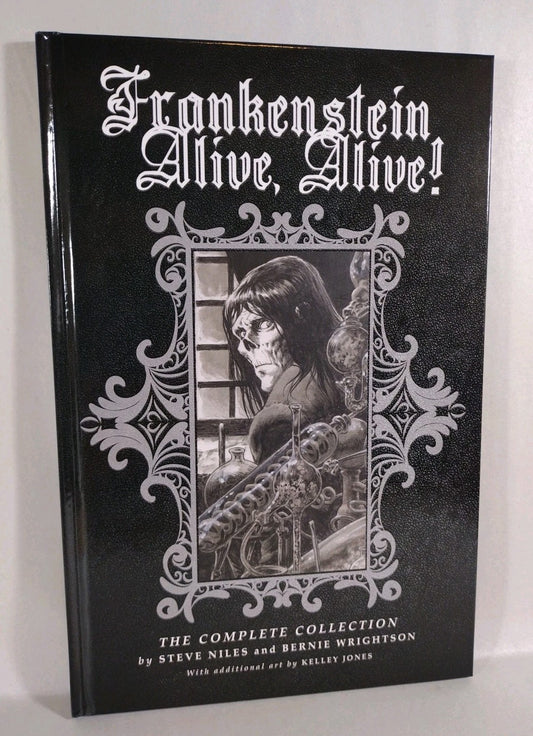 Frankenstein
Alive, Alive!
THE COMPLETE COLLECTION
by STEVE NILES and BERNIE WRIGHTSON
With additional art by KELLEY JONES